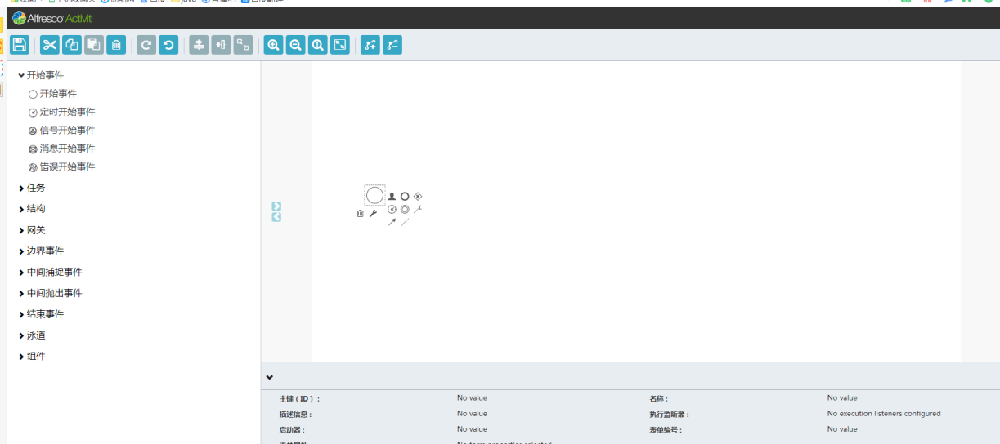 Alfresco Activiti
开始事件
开始事件
定时开始事件
信号开始事件
消息开始事件
错误开始事件
任务
结构
网关
边界事件
中间捕捉事件
中间抛出事件
结束事件
泳道
组件
主键（ID）： No value 名称： No value
描述信息： No value 执行监听器： No execution listeners configured
启动器： No value 表单编号： No value
No form properties selected